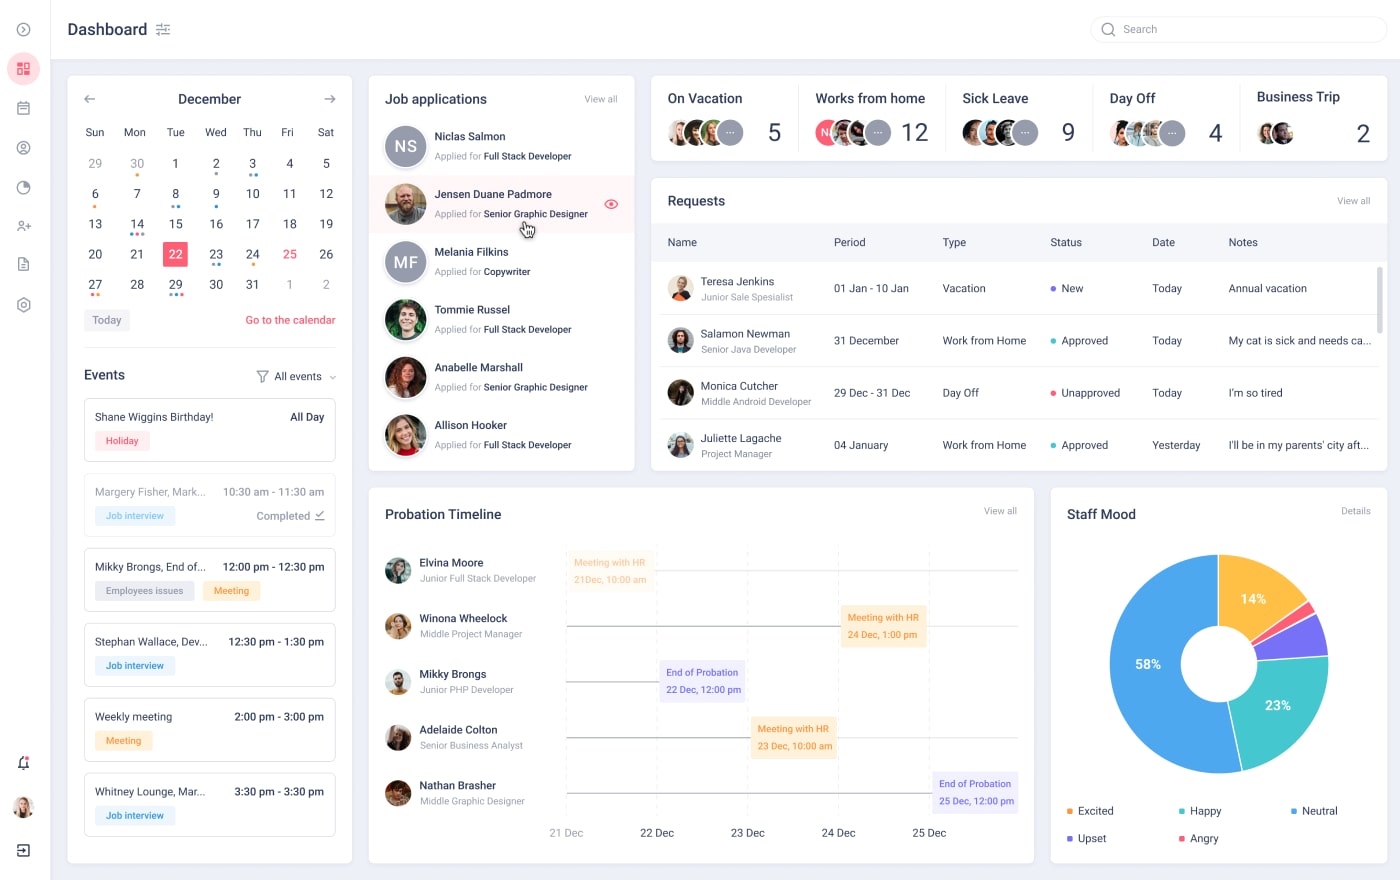 Dashboard
Search
December
Sun Mon Tue Wed Thu Fri Sat
29 30 1 2 3 4 5
6 7 8 9 10 11 12
13 14 15 16 17 18 19
20 21 22 23 24 25 26
27 28 29 30 31 1 2
Today Go to the calendar
Events All events
Shane Wiggins Birthday! All Day
Holiday
Margery Fisher, Mark... 10:30 am - 11:30 am
Job interview Completed
Mikky Brongs, End of... 12:00 pm - 12:30 pm
Employees issues Meeting
Stephan Wallace, Dev... 12:30 pm - 1:30 pm
Job interview
Weekly meeting 2:00 pm - 3:00 pm
Meeting
Whitney Lounge, Mar... 3:30 pm - 3:30 pm
Job interview
Job applications View all
NS
Niclas Salmon
Applied for Full Stack Developer
Jensen Duane Padmore
Applied for Senior Graphic Designer
MF
Melania Filkins
Applied for Copywriter
Tommie Russel
Applied for Full Stack Developer
Anabelle Marshall
Applied for Senior Graphic Designer
Allison Hooker
Applied for Full Stack Developer
On Vacation
... 5
Works from home
... 12
Sick Leave
... 9
Day Off
... 4
Business Trip
2
Requests View all
Name Period Type Status Date Notes
Teresa Jenkins
Junior Sale Spesialist
01 Jan - 10 Jan Vacation New Today Annual vacation
Salamon Newman
Senior Java Developer
31 December Work from Home Approved Today My cat is sick and needs ca...
Monica Cutcher
Middle Android Developer
29 Dec - 31 Dec Day Off Unapproved Today I'm so tired
Juliette Lagache
Project Manager
04 January Work from Home Approved Yesterday I'll be in my parents' city aft...
Probation Timeline View all
Elvina Moore
Junior Full Stack Developer
Meeting with HR
21Dec, 10:00 am
Winona Wheelock
Middle Project Manager
Meeting with HR
24 Dec, 1:00 pm
Mikky Brongs
Junior PHP Developer
End of Probation
22 Dec, 12:00 pm
Adelaide Colton
Senior Business Analyst
Meeting with HR
23 Dec, 10:00 am
Nathan Brasher
Middle Graphic Designer
End of Probation
25 Dec, 12:00 pm
21 Dec 22 Dec 23 Dec 24 Dec 25 Dec
Staff Mood Details
14%
58%
23%
Excited Happy Neutral
Upset Angry